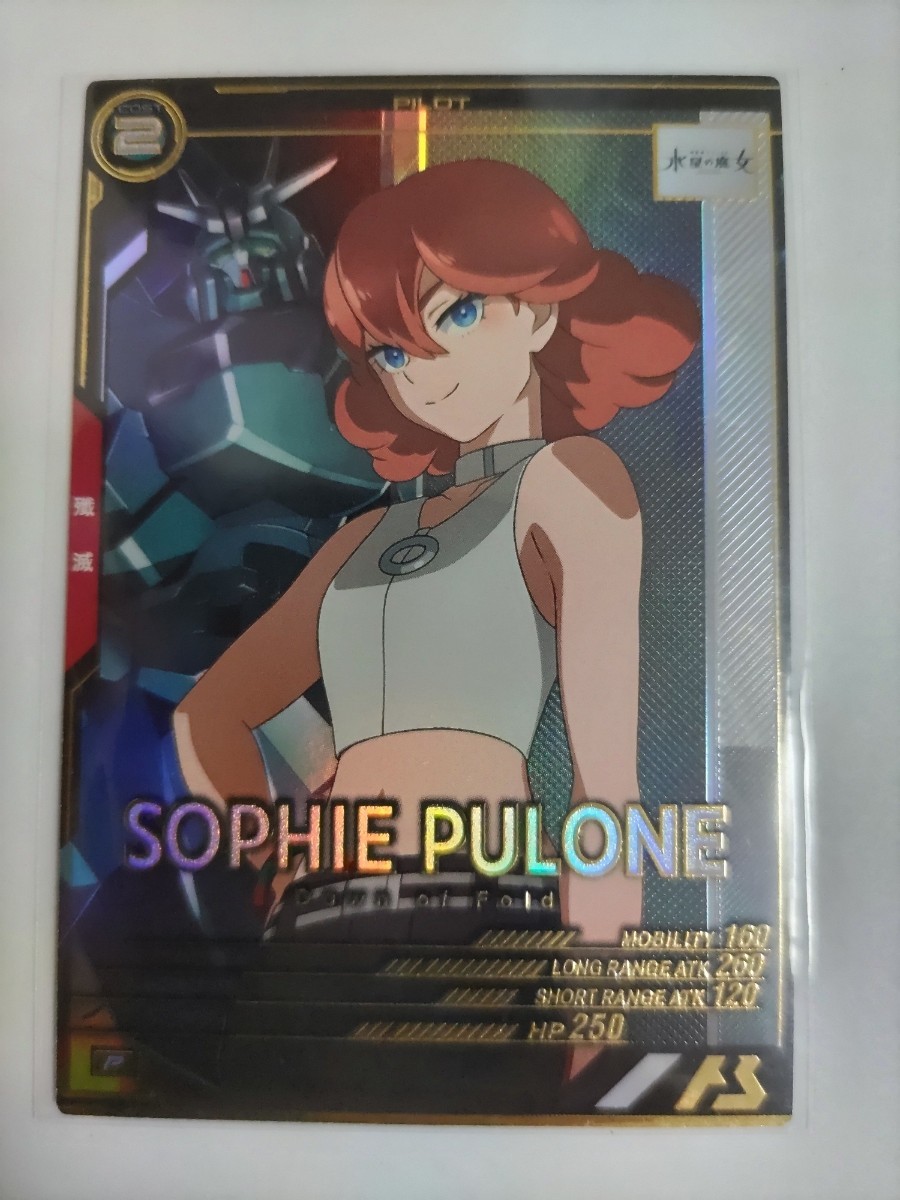 COST
2
PILOT
水星の魔女
殲滅
SOPHIE PULONE
Dawn of Fold
MOBILITY 160
LONG RANGE ATK 260
SHORT RANGE ATK 120
HP 250
P